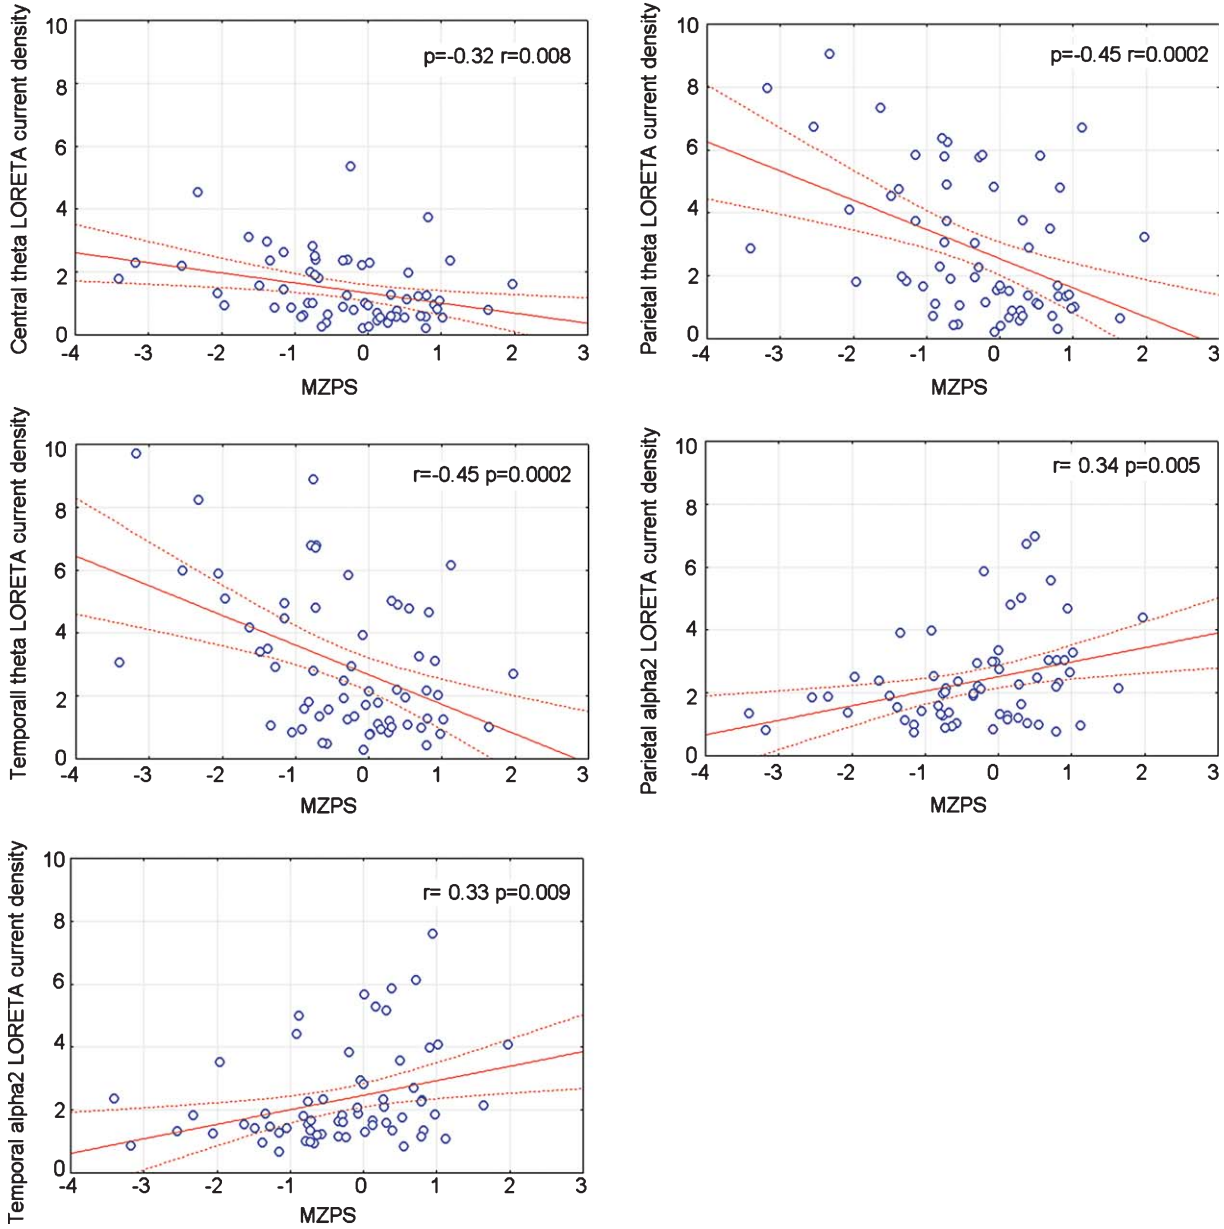 Central theta LORETA current density
10
8
6
4
2
0
p=-0.32 r=0.008
-4 -3 -2 -1 0 1 2 3
MZPS
Parietal theta LORETA current density
10
8
6
4
2
0
p=-0.45 r=0.0002
-4 -3 -2 -1 0 1 2 3
MZPS
Temporall theta LORETA current density
10
8
6
4
2
0
r=-0.45 p=0.0002
-4 -3 -2 -1 0 1 2 3
MZPS
Parietal alpha2 LORETA current density
10
8
6
4
2
0
r= 0.34 p=0.005
-4 -3 -2 -1 0 1 2 3
MZPS
Temporal alpha2 LORETA current density
10
8
6
4
2
0
r= 0.33 p=0.009
-4 -3 -2 -1 0 1 2 3
MZPS